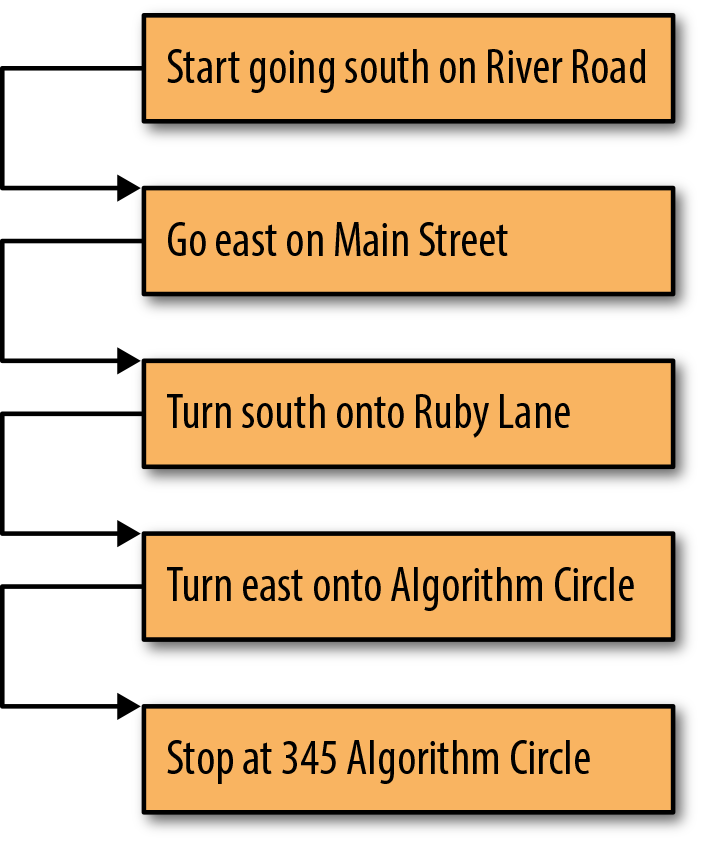 Start going south on River Road
Go east on Main Street
Turn south onto Ruby Lane
Turn east onto Algorithm Circle
Stop at 345 Algorithm Circle